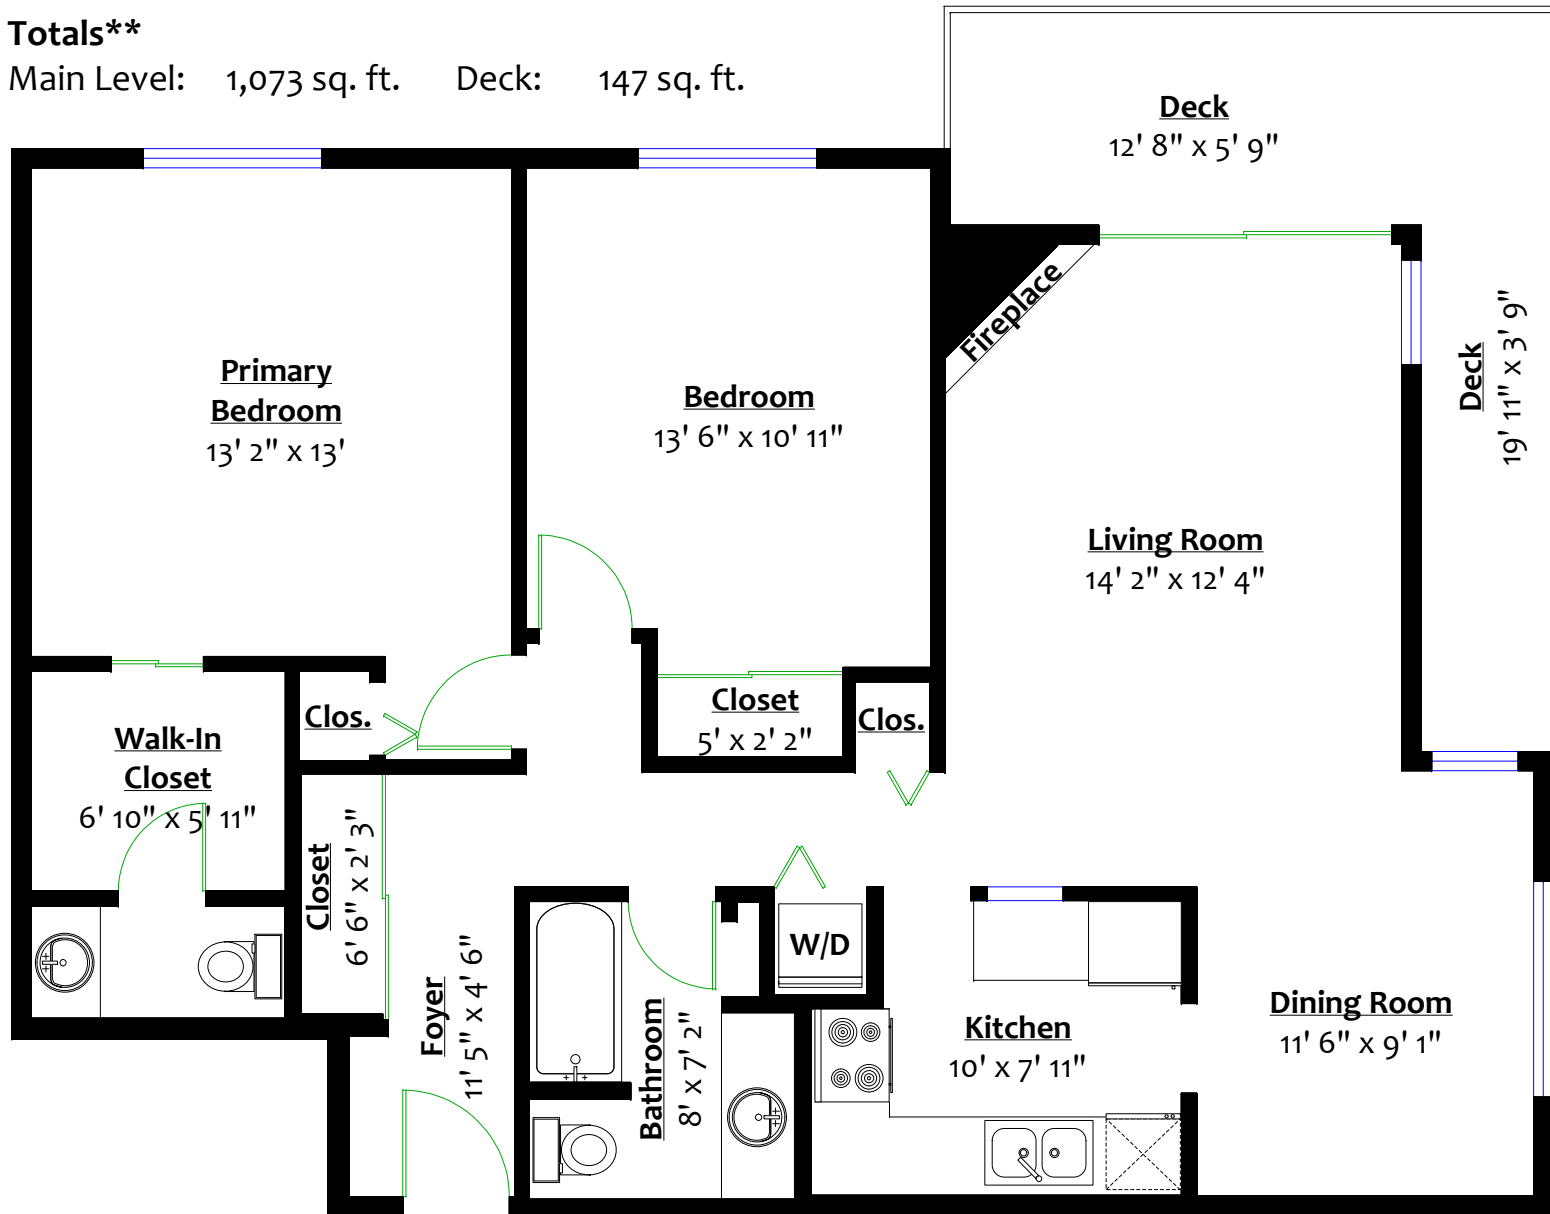 Totals**
Main Level: 1,073 sq. ft. Deck: 147 sq. ft.
Deck
12' 8" x 5' 9"
Fireplace
Deck
19' 11" x 3' 9"
Primary
Bedroom
13' 2" x 13'
Bedroom
13' 6" x 10' 11"
Living Room
14' 2" x 12' 4"
Clos.
Closet
5' x 2' 2"
Clos.
Walk-In
Closet
6' 10" x 5' 11"
Closet
6' 6" x 2' 3"
W/D
Foyer
11' 5" x 4' 6"
Bathroom
8' x 7' 2"
Kitchen
10' x 7' 11"
Dining Room
11' 6" x 9' 1"